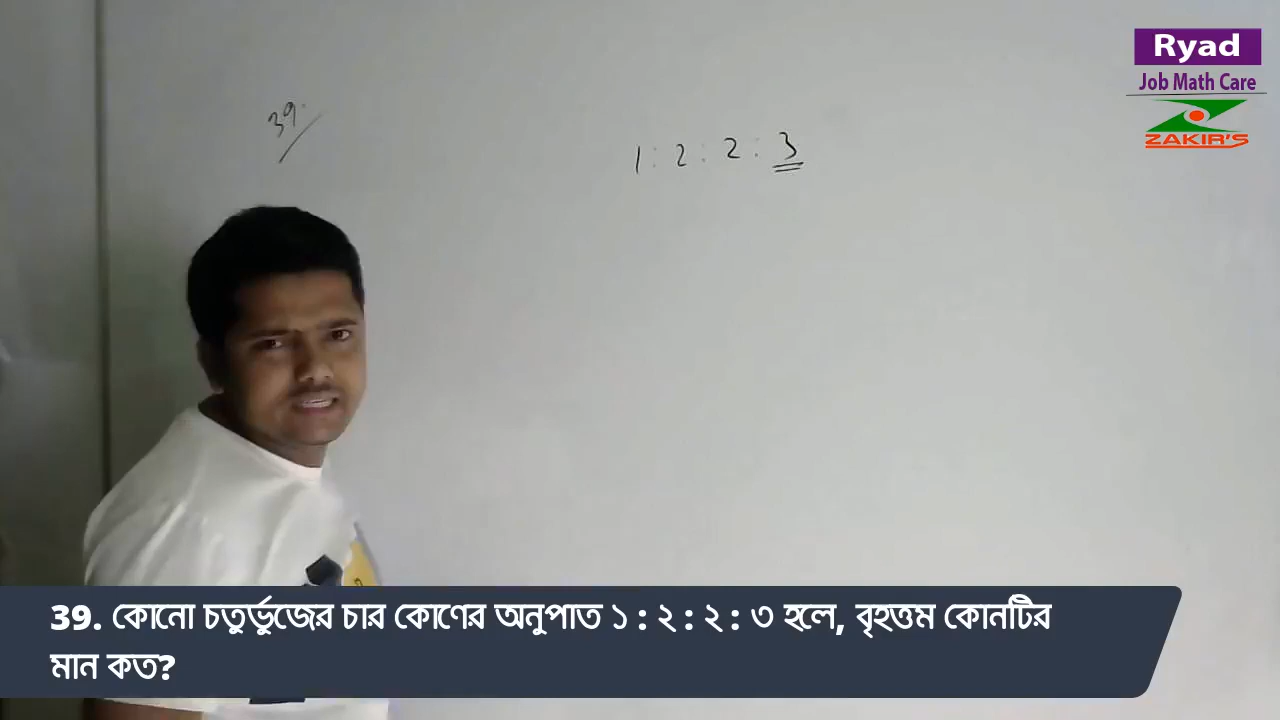 Ryad
Job Math Care
ZAKIR'S
39.
1 : 2 : 2 : 3
39. কোনো চতুর্ভুজের চার কোণের অনুপাত ১ : ২ : ২ : ৩ হলে, বৃহত্তম কোনটির
মান কত?